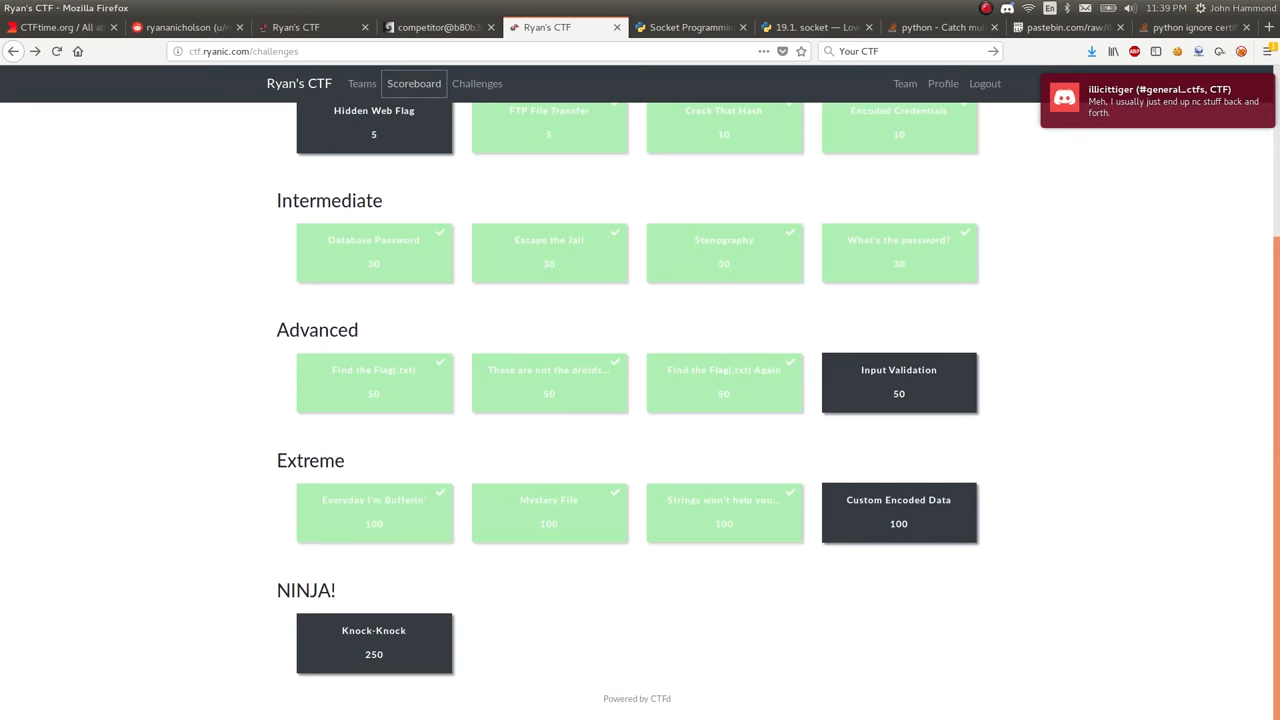 Ryan's CTF - Mozilla Firefox
En
11:39 PM
John Hammond
CTFtime.org / All ab
ryananicholson (u/r
Ryan's CTF
competitor@b80b3
Ryan's CTF
Socket Programmin
19.1. socket — Low
python - Catch mul
pastebin.com/raw/8
python ignore certif
ctf.ryanic.com/challenges
Your CTF
ABP
Ryan's CTF
Teams
Scoreboard
Challenges
Team
Profile
Logout
illicittiger (#general_ctfs, CTF)
Meh, I usually just end up nc stuff back and
forth.
Hidden Web Flag
5
FTP File Transfer
5
Crack That Hash
10
Encoded Credentials
10
Intermediate
Database Password
30
Escape the Jail
30
Stenography
30
What's the password?
30
Advanced
Find the Flag(.txt)
50
These are not the droids...
50
Find the Flag(.txt) Again
50
Input Validation
50
Extreme
Everyday I'm Bufferin'
100
Mystery File
100
Strings won't help you...
100
Custom Encoded Data
100
NINJA!
Knock-Knock
250
Powered by CTFd